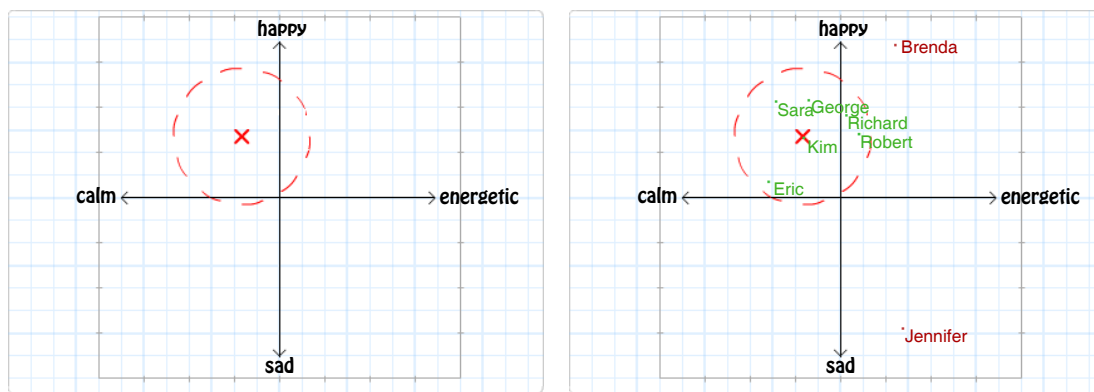 happy
calm
energetic
sad
happy
Brenda
Sara
George
Richard
Robert
Kim
Eric
calm
energetic
Jennifer
sad